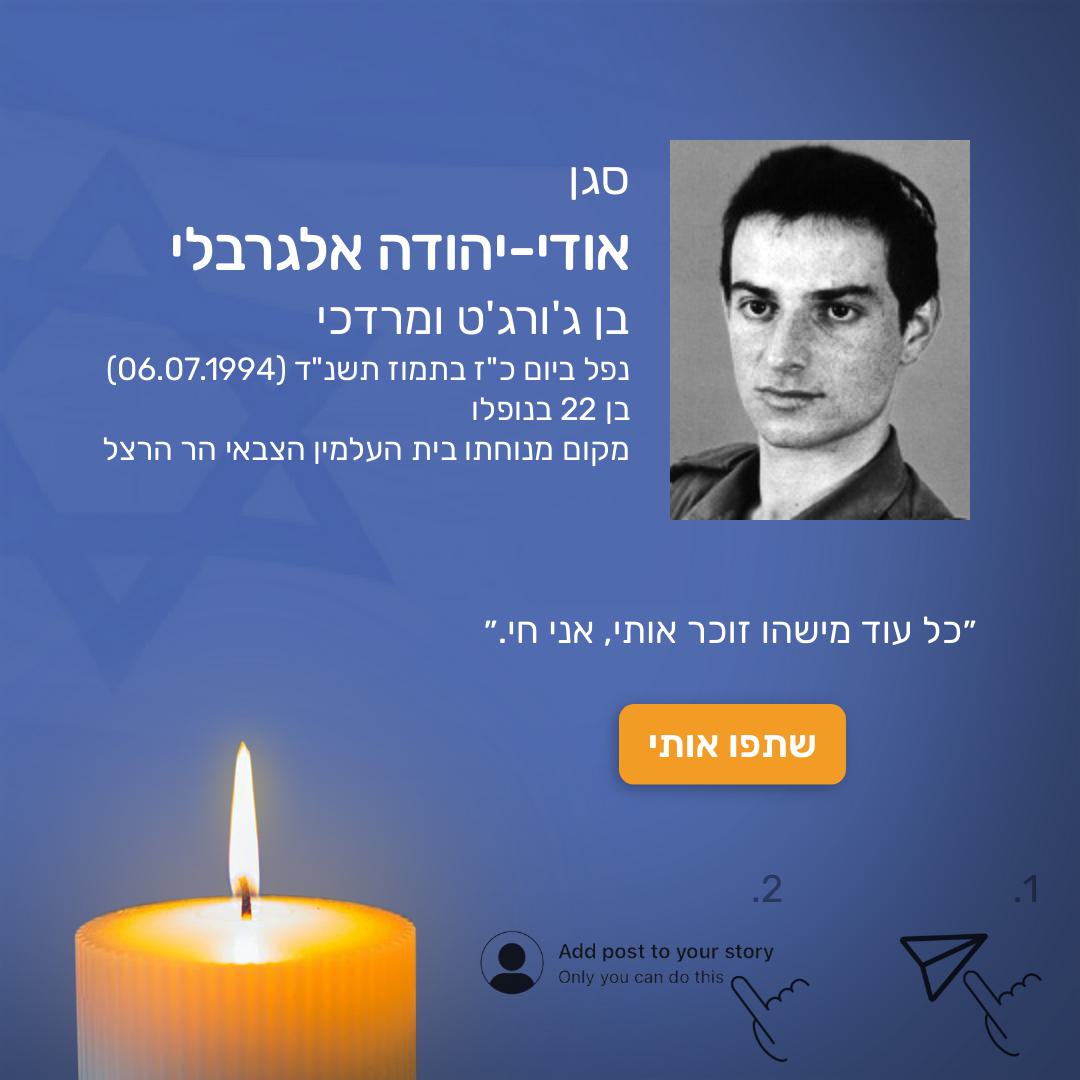 סגן
אודי-יהודה אלגרבלי
בן ג'ורג'ט ומרדכי
נפל ביום כ"ז בתמוז תשנ"ד (06.07.1994)
בן 22 בנופלו
מקום מנוחתו בית העלמין הצבאי הר הרצל
״כל עוד מישהו זוכר אותי, אני חי.״
שתפו אותי
1.
2.
Add post to your story
Only you can do this